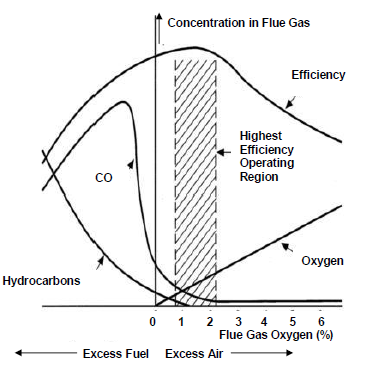 Concentration in Flue Gas
Efficiency
Highest
Efficiency
Operating
Region
CO
Oxygen
Hydrocarbons
0 1 2 3 4 5 6
Flue Gas Oxygen (%)
Excess Fuel Excess Air